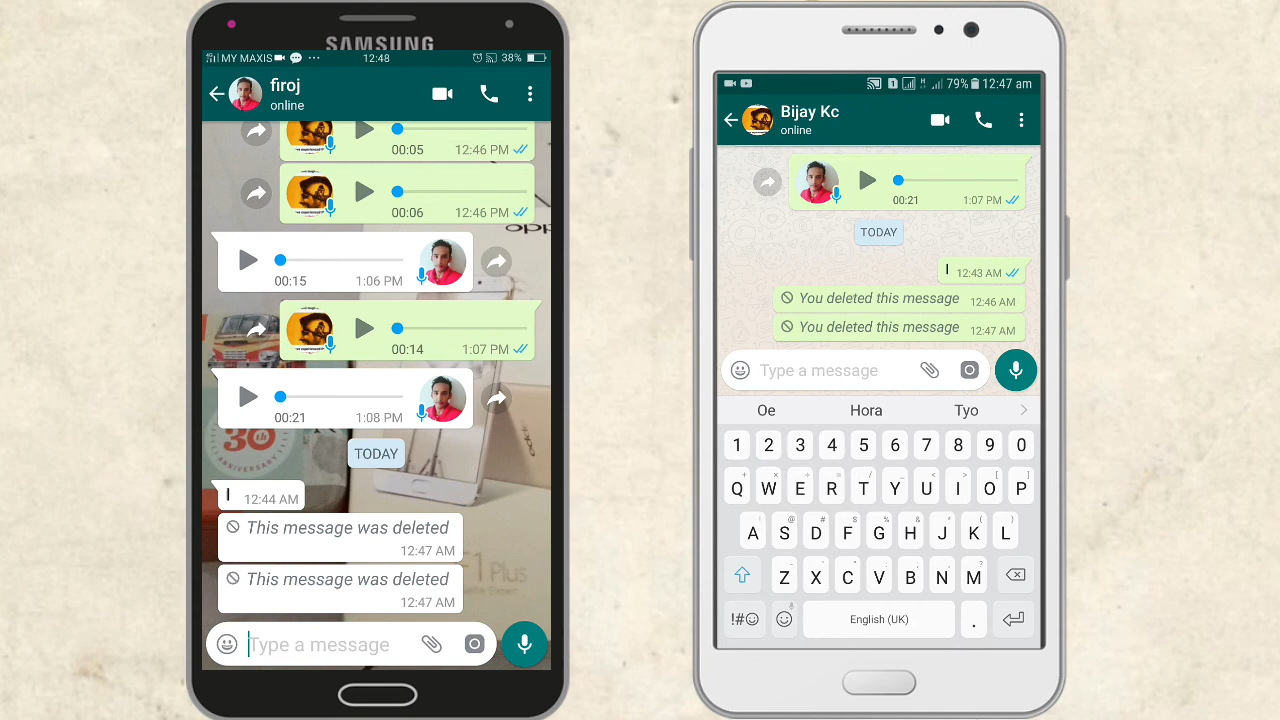 SAMSUNG
MY MAXIS 12:48 38%
firoj
online
00:05 12:46 PM
00:06 12:46 PM
00:15 1:06 PM
00:14 1:07 PM
00:21 1:08 PM
TODAY
I 12:44 AM
This message was deleted
12:47 AM
This message was deleted
12:47 AM
Type a message
oppo
30th
ANNIVERSARY
F1 Plus
79% 12:47 am
Bijay Kc
online
00:21 1:07 PM
TODAY
I 12:43 AM
You deleted this message 12:46 AM
You deleted this message 12:47 AM
Type a message
Oe Hora Tyo
1 2 3 4 5 6 7 8 9 0
Q W E R T Y U I O P
A S D F G H J K L
Z X C V B N M
!#☺ English (UK) .